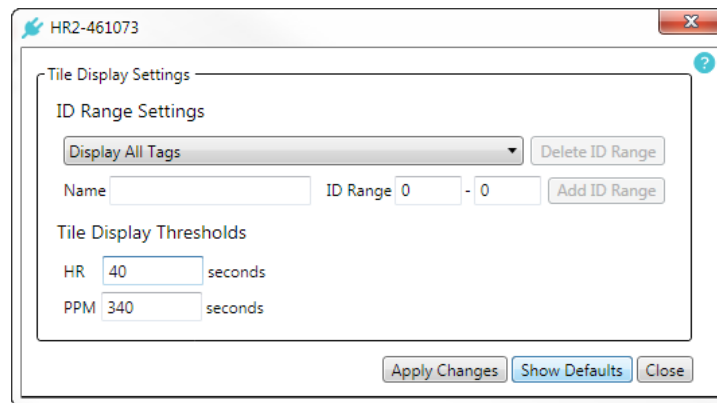 HR2-461073
x
?
Tile Display Settings
ID Range Settings
Display All Tags Delete ID Range
Name ID Range 0 - 0 Add ID Range
Tile Display Thresholds
HR 40 seconds
PPM 340 seconds
Apply Changes Show Defaults Close